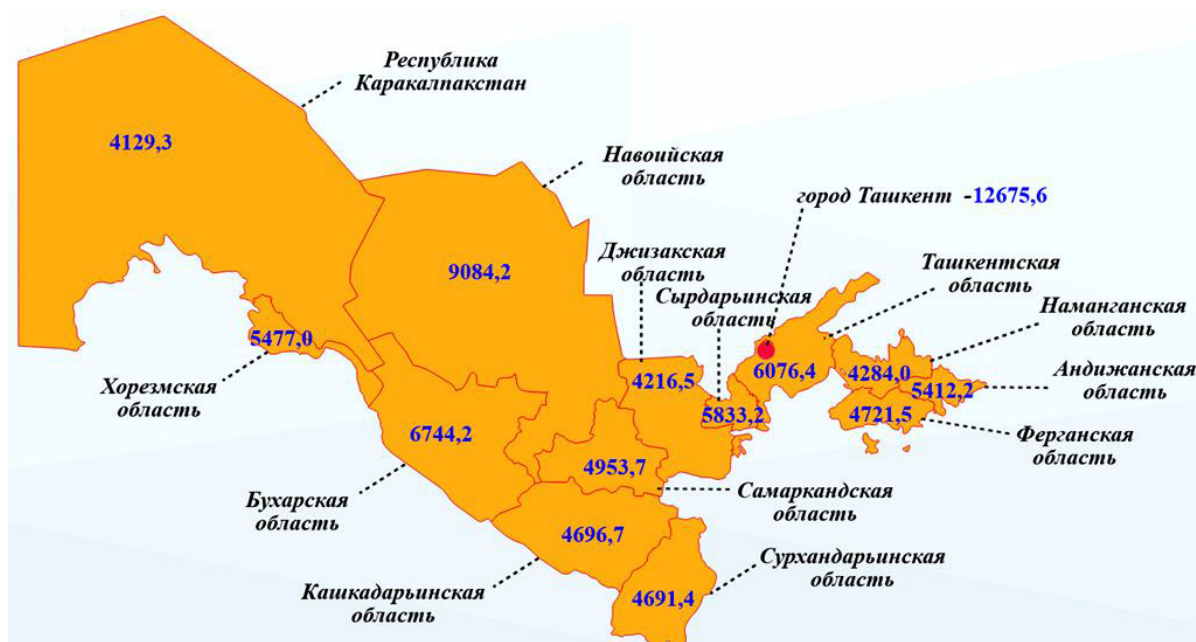 Республика
Каракалпакстан
4129,3
Навоийская
область
город Ташкент -12675,6
9084,2
Джизакская
область
Ташкентская
область
Сырдарьинская
область
Наманганская
область
5477,0
Хорезмская
область
4216,5
6076,4
4284,0
5412,2
Андижанская
область
5833,2
4721,5
Ферганская
область
6744,2
4953,7
Бухарская
область
Самаркандская
область
4696,7
Кашкадарьинская
область
4691,4
Сурхандарьинская
область